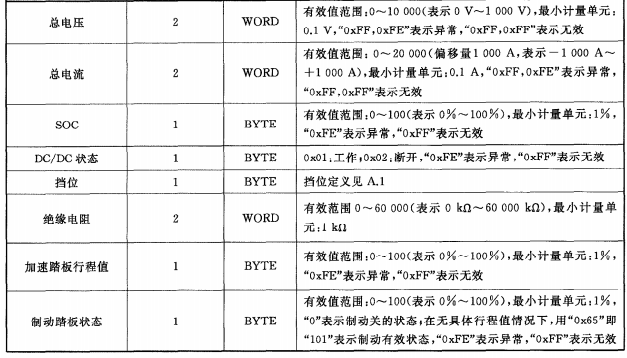 总电压 2 WORD 有效值范围:0～10 000(表示 0 V～1 000 V),最小计量单元:
0.1 V,“0xFF,0xFE”表示异常,“0xFF,0xFF”表示无效
总电流 2 WORD 有效值范围: 0～20 000(偏移量1 000 A,表示－1 000 A～
＋1 000 A),最小计量单元:0.1 A,“0xFF,0xFE”表示异常,
“0xFF,0xFF”表示无效
SOC 1 BYTE 有效值范围:0～100(表示 0%～100%),最小计量单元:1%,
“0xFE”表示异常,“0xFF”表示无效
DC/DC 状态 1 BYTE 0x01:工作;0x02:断开,“0xFE”表示异常,“0xFF”表示无效
挡位 1 BYTE 挡位定义见 A.1
绝缘电阻 2 WORD 有效范围 0～60 000(表示 0 kΩ～60 000 kΩ),最小计量单
元:1 kΩ
加速踏板行程值 1 BYTE 有效值范围:0～100(表示 0%～100%),最小计量单元:1%,
“0xFE”表示异常,“0xFF”表示无效
制动踏板状态 1 BYTE 有效值范围:0～100(表示 0%～100%),最小计量单元:1%,
“0”表示制动关的状态;在无具体行程值情况下,用“0x65”即
“101”表示制动有效状态,“0xFE”表示异常,“0xFF”表示无效